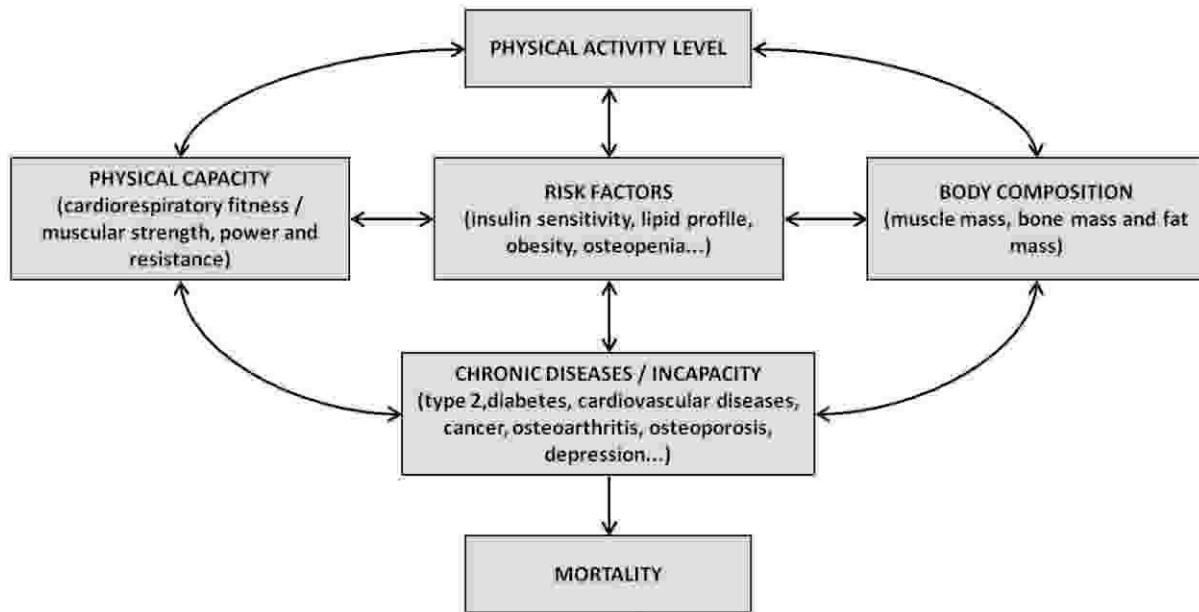 PHYSICAL ACTIVITY LEVEL
PHYSICAL CAPACITY
(cardiorespiratory fitness /
muscular strength, power and
resistance)
RISK FACTORS
(insulin sensitivity, lipid profile,
obesity, osteopenia...)
BODY COMPOSITION
(muscle mass, bone mass and fat
mass)
CHRONIC DISEASES / INCAPACITY
(type 2,diabetes, cardiovascular diseases,
cancer, osteoarthritis, osteoporosis,
depression...)
MORTALITY